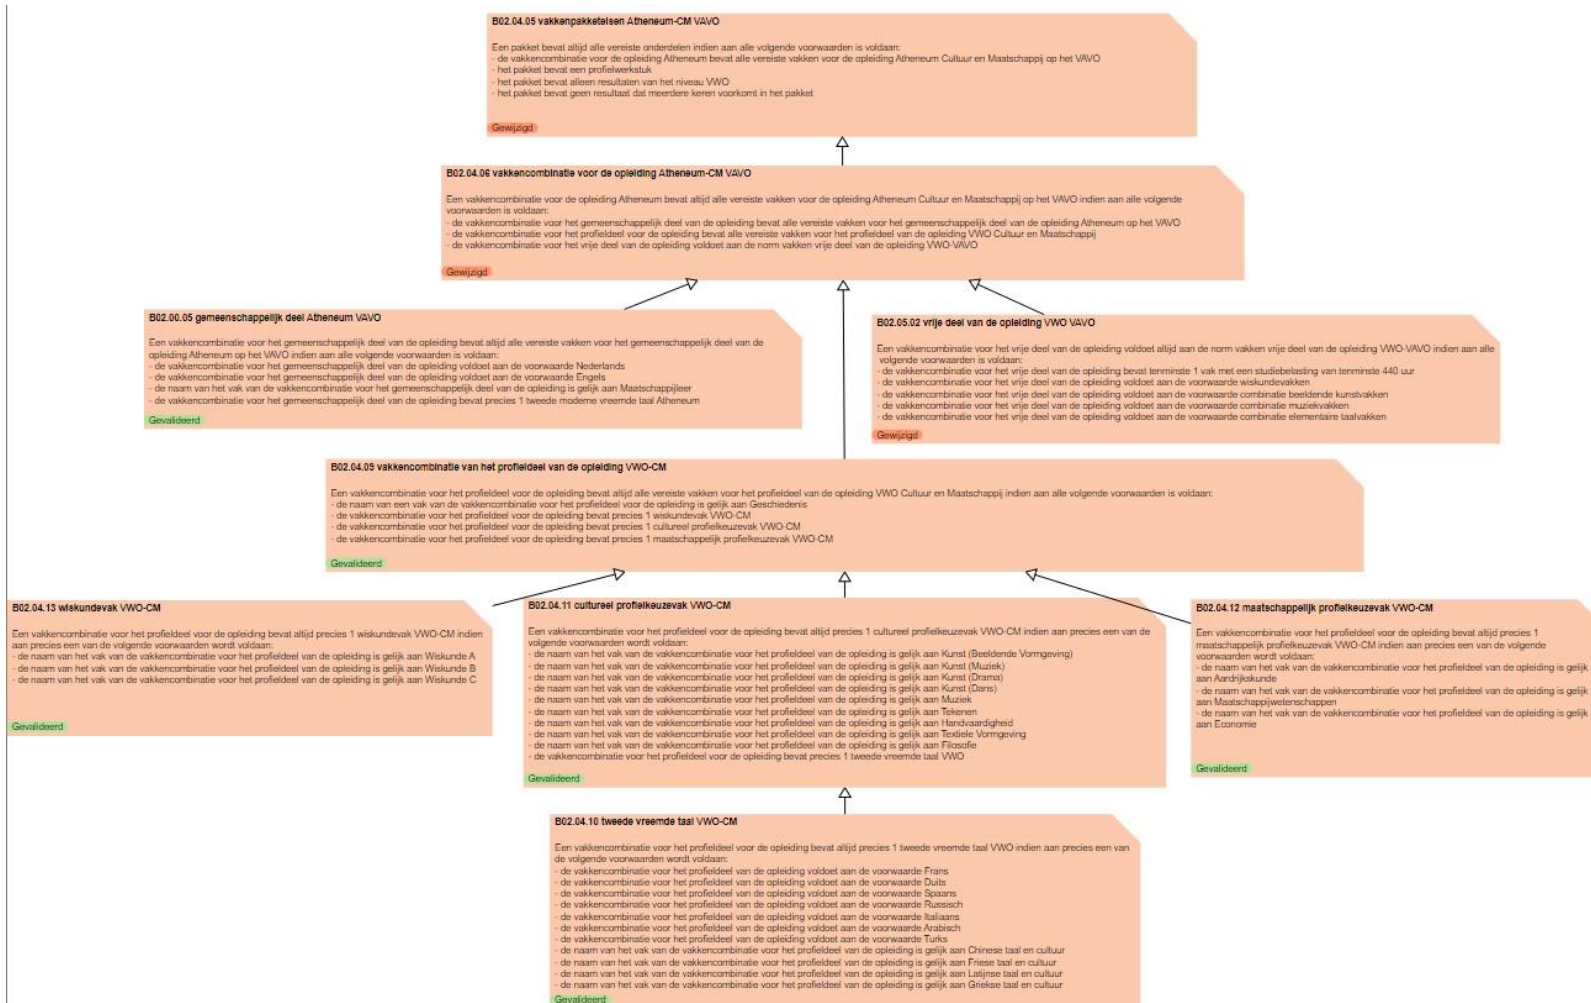 B02.04.05 vakkenpakketeisen Atheneum-CM VAVO
Een pakket bevat altijd alle vereiste onderdelen indien aan alle volgende voorwaarden is voldaan:
- de vakkencombinatie voor de opleiding Atheneum bevat alle vereiste vakken voor de opleiding Atheneum Cultuur en Maatschappij op het VAVO
- het pakket bevat een profielwerkstuk
- het pakket bevat alleen resultaten van het niveau VWO
- het pakket bevat geen resultaat dat meerdere keren voorkomt in het pakket
Gewijzigd
B02.04.06 vakkencombinatie voor de opleiding Atheneum-CM VAVO
Een vakkencombinatie voor de opleiding Atheneum bevat altijd alle vereiste vakken voor de opleiding Atheneum Cultuur en Maatschappij op het VAVO indien aan alle volgende
voorwaarden is voldaan:
- de vakkencombinatie voor het gemeenschappelijk deel van de opleiding bevat alle vereiste vakken voor het gemeenschappelijk deel van de opleiding Atheneum op het VAVO
- de vakkencombinatie voor het profieldeel voor de opleiding bevat alle vereiste vakken voor het profieldeel van de opleiding VWO Cultuur en Maatschappij
- de vakkencombinatie voor het vrije deel van de opleiding voldoet aan de norm vakken vrije deel van de opleiding VWO-VAVO
Gewijzigd
B02.00.05 gemeenschappelijk deel Atheneum VAVO
Een vakkencombinatie voor het gemeenschappelijk deel van de opleiding bevat altijd alle vereiste vakken voor het gemeenschappelijk deel van de
opleiding Atheneum op het VAVO indien aan alle volgende voorwaarden is voldaan:
- de vakkencombinatie voor het gemeenschappelijk deel van de opleiding voldoet aan de voorwaarde Nederlands
- de vakkencombinatie voor het gemeenschappelijk deel van de opleiding voldoet aan de voorwaarde Engels
- de naam van de vakkencombinatie voor het gemeenschappelijk deel van de opleiding is gelijk aan Maatschappijleer
- de vakkencombinatie voor het gemeenschappelijk deel van de opleiding bevat precies 1 tweede moderne vreemde taal Atheneum
Gevalideerd
B02.05.02 vrije deel van de opleiding VWO VAVO
Een vakkencombinatie voor het vrije deel van de opleiding voldoet altijd aan de norm vakken vrije deel van de opleiding VWO-VAVO indien aan alle
volgende voorwaarden is voldaan:
- de vakkencombinatie voor het vrije deel van de opleiding bevat tenminste 1 vak met een studiebelasting van tenminste 440 uur
- de vakkencombinatie voor het vrije deel van de opleiding voldoet aan de voorwaarde wiskundevakken
- de vakkencombinatie voor het vrije deel van de opleiding voldoet aan de voorwaarde combinatie beeldende kunstvakken
- de vakkencombinatie voor het vrije deel van de opleiding voldoet aan de voorwaarde combinatie muziekvakken
- de vakkencombinatie voor het vrije deel van de opleiding voldoet aan de voorwaarde combinatie elementaire taalvakken
Gewijzigd
B02.04.09 vakkencombinatie van het profieldeel van de opleiding VWO-CM
Een vakkencombinatie voor het profieldeel voor de opleiding bevat altijd alle vereiste vakken voor het profieldeel van de opleiding VWO Cultuur en Maatschappij indien aan alle volgende voorwaarden is voldaan:
- de naam van een vak van de vakkencombinatie voor het profieldeel voor de opleiding is gelijk aan Geschiedenis
- de vakkencombinatie voor het profieldeel voor de opleiding bevat precies 1 wiskundevak VWO-CM
- de vakkencombinatie voor het profieldeel voor de opleiding bevat precies 1 cultureel profielkeuzevak VWO-CM
- de vakkencombinatie voor het profieldeel voor de opleiding bevat precies 1 maatschappelijk profielkeuzevak VWO-CM
Gevalideerd
B02.04.13 wiskundevak VWO-CM
Een vakkencombinatie voor het profieldeel voor de opleiding bevat altijd precies 1 wiskundevak VWO-CM indien
aan precies een van de volgende voorwaarden wordt voldaan:
- de naam van het vak van de vakkencombinatie voor het profieldeel van de opleiding is gelijk aan Wiskunde A
- de naam van het vak van de vakkencombinatie voor het profieldeel van de opleiding is gelijk aan Wiskunde B
- de naam van het vak van de vakkencombinatie voor het profieldeel van de opleiding is gelijk aan Wiskunde C
Gevalideerd
B02.04.11 cultureel profielkeuzevak VWO-CM
Een vakkencombinatie voor het profieldeel voor de opleiding bevat altijd precies 1 cultureel profielkeuzevak VWO-CM indien aan precies een van de
volgende voorwaarden wordt voldaan:
- de naam van het vak van de vakkencombinatie voor het profieldeel van de opleiding is gelijk aan Kunst (Beeldende Vormgeving)
- de naam van het vak van de vakkencombinatie voor het profieldeel van de opleiding is gelijk aan Kunst (Muziek)
- de naam van het vak van de vakkencombinatie voor het profieldeel van de opleiding is gelijk aan Kunst (Drama)
- de naam van het vak van de vakkencombinatie voor het profieldeel van de opleiding is gelijk aan Kunst (Dans)
- de naam van het vak van de vakkencombinatie voor het profieldeel van de opleiding is gelijk aan Muziek
- de naam van het vak van de vakkencombinatie voor het profieldeel van de opleiding is gelijk aan Tekenen
- de naam van het vak van de vakkencombinatie voor het profieldeel van de opleiding is gelijk aan Handvaardigheid
- de naam van het vak van de vakkencombinatie voor het profieldeel van de opleiding is gelijk aan Textiele Vormgeving
- de naam van het vak van de vakkencombinatie voor het profieldeel van de opleiding is gelijk aan Filosofie
- de vakkencombinatie voor het profieldeel van de opleiding bevat precies 1 tweede vreemde taal VWO
Gevalideerd
B02.04.12 maatschappelijk profielkeuzevak VWO-CM
Een vakkencombinatie voor het profieldeel voor de opleiding bevat altijd precies 1
maatschappelijk profielkeuzevak VWO-CM indien aan precies een van de volgende
voorwaarden wordt voldaan:
- de naam van het vak van de vakkencombinatie voor het profieldeel van de opleiding is gelijk
aan Aardrijkskunde
- de naam van het vak van de vakkencombinatie voor het profieldeel van de opleiding is gelijk
aan Maatschappijwetenschappen
- de naam van het vak van de vakkencombinatie voor het profieldeel van de opleiding is gelijk
aan Economie
Gevalideerd
B02.04.10 tweede vreemde taal VWO-CM
Een vakkencombinatie voor het profieldeel voor de opleiding bevat altijd precies 1 tweede vreemde taal VWO indien aan precies een van
de volgende voorwaarden wordt voldaan:
- de vakkencombinatie voor het profieldeel van de opleiding voldoet aan de voorwaarde Frans
- de vakkencombinatie voor het profieldeel van de opleiding voldoet aan de voorwaarde Duits
- de vakkencombinatie voor het profieldeel van de opleiding voldoet aan de voorwaarde Spaans
- de vakkencombinatie voor het profieldeel van de opleiding voldoet aan de voorwaarde Russisch
- de vakkencombinatie voor het profieldeel van de opleiding voldoet aan de voorwaarde Italiaans
- de vakkencombinatie voor het profieldeel van de opleiding voldoet aan de voorwaarde Arabisch
- de vakkencombinatie voor het profieldeel van de opleiding voldoet aan de voorwaarde Turks
- de naam van het vak van de vakkencombinatie voor het profieldeel van de opleiding is gelijk aan Chinese taal en cultuur
- de naam van het vak van de vakkencombinatie voor het profieldeel van de opleiding is gelijk aan Friese taal en cultuur
- de naam van het vak van de vakkencombinatie voor het profieldeel van de opleiding is gelijk aan Latijnse taal en cultuur
- de naam van het vak van de vakkencombinatie voor het profieldeel van de opleiding is gelijk aan Griekse taal en cultuur
Gevalideerd